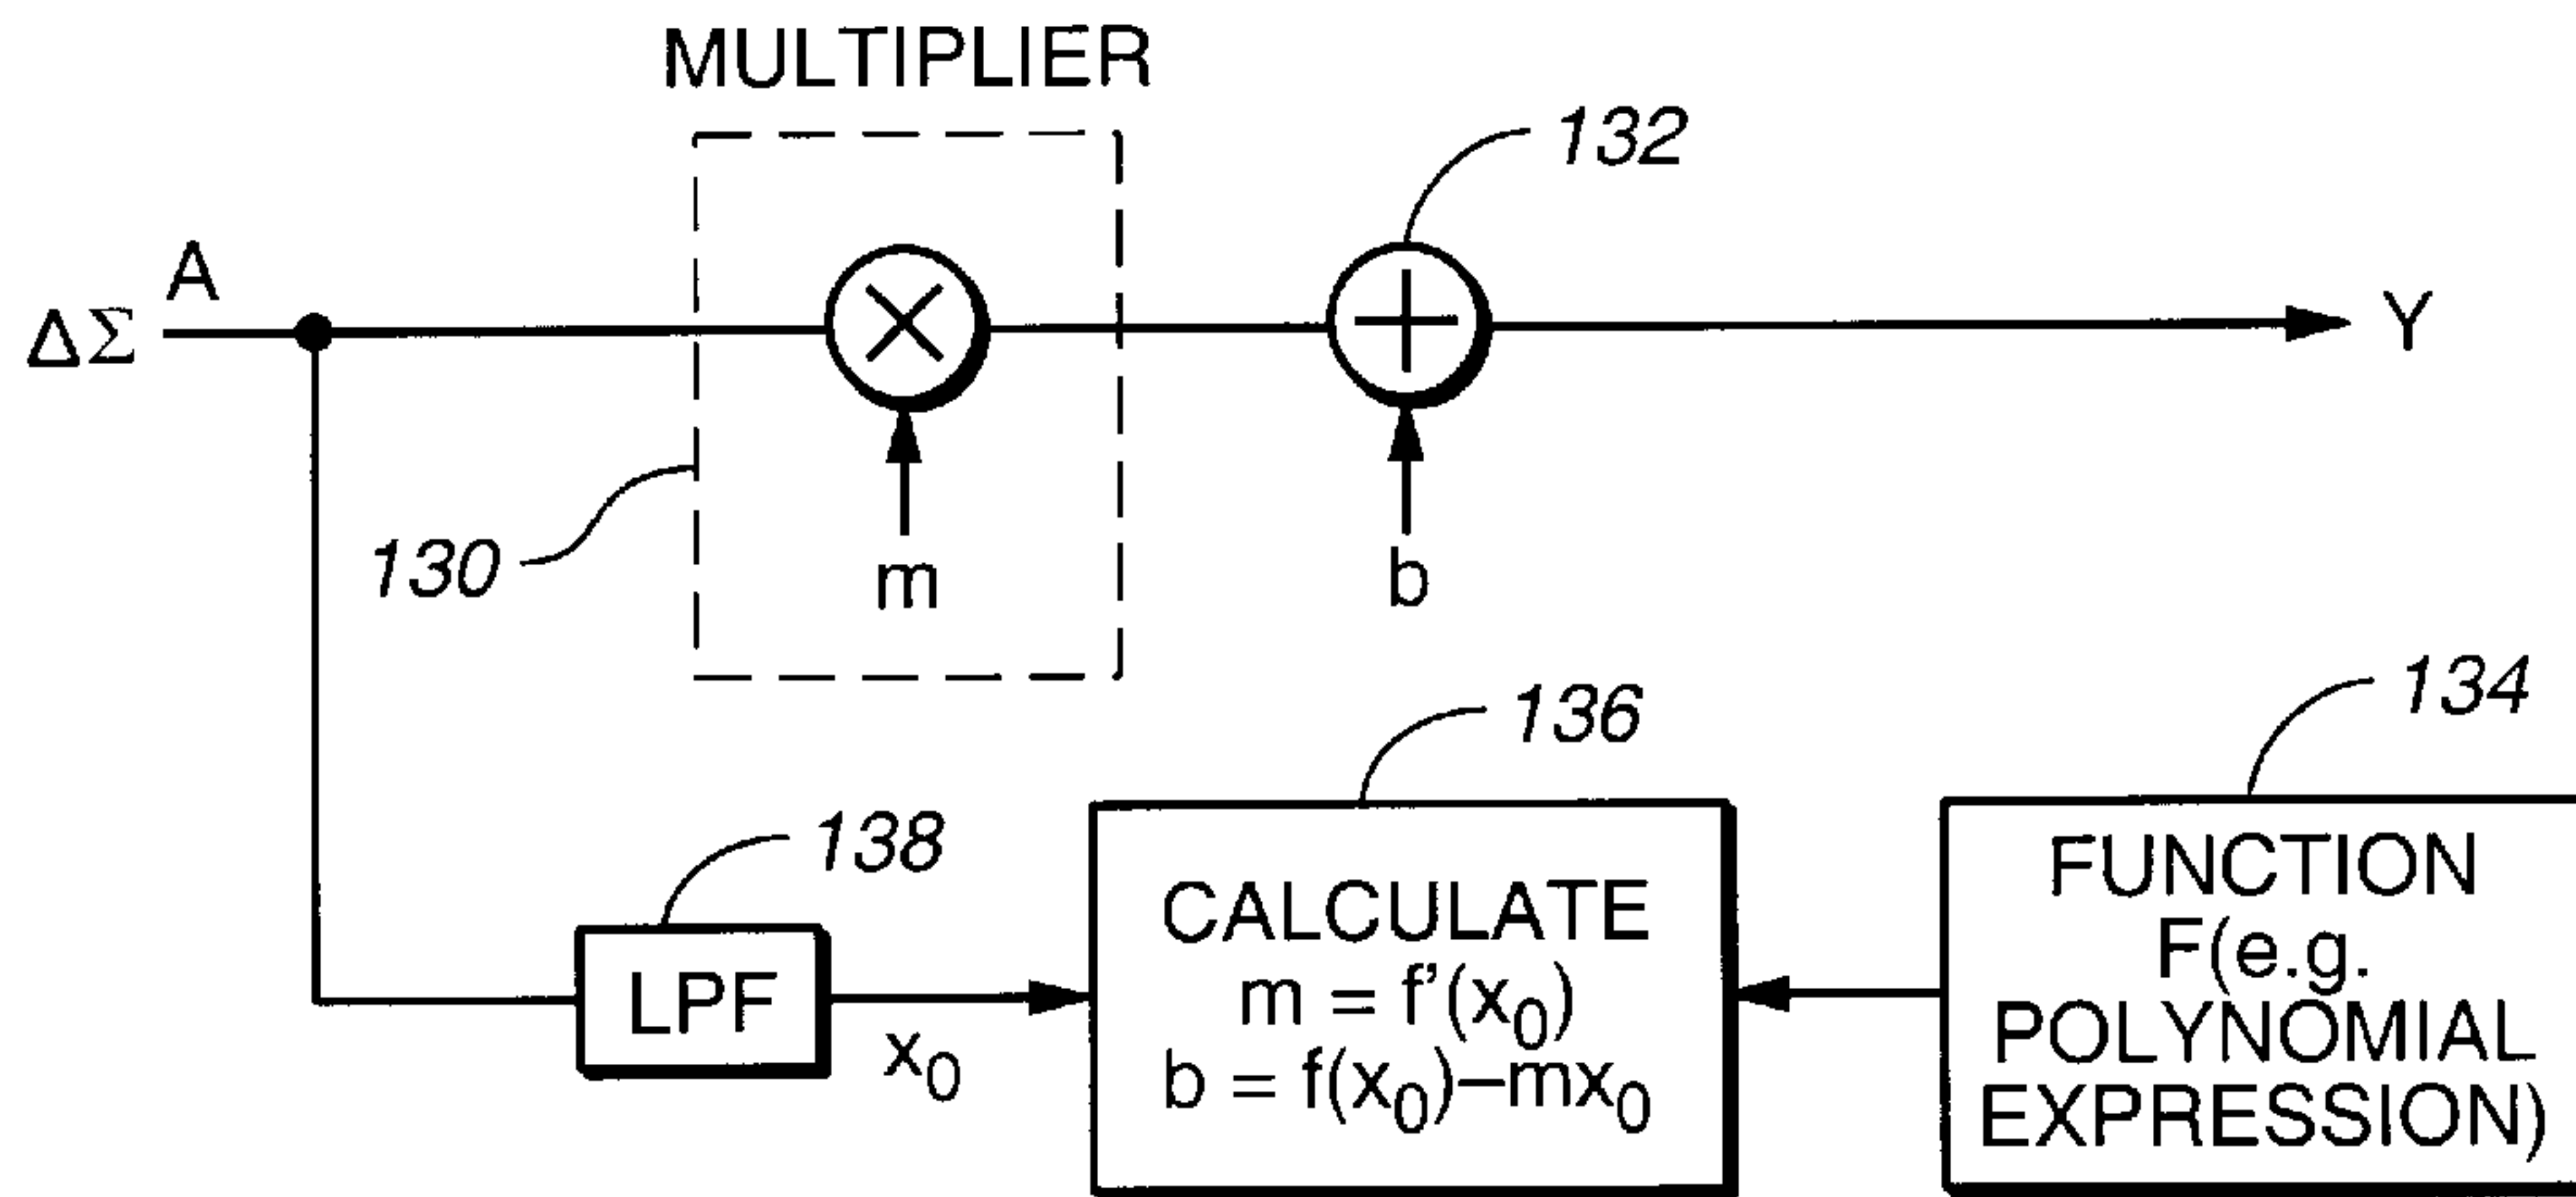 MULTIPLIER
132
A
ΔΣ
Y
130
m
b
136
134
138
LPF
x₀
CALCULATE
m = f'(x₀)
b = f(x₀)–mx₀
FUNCTION
F(e.g.
POLYNOMIAL
EXPRESSION)